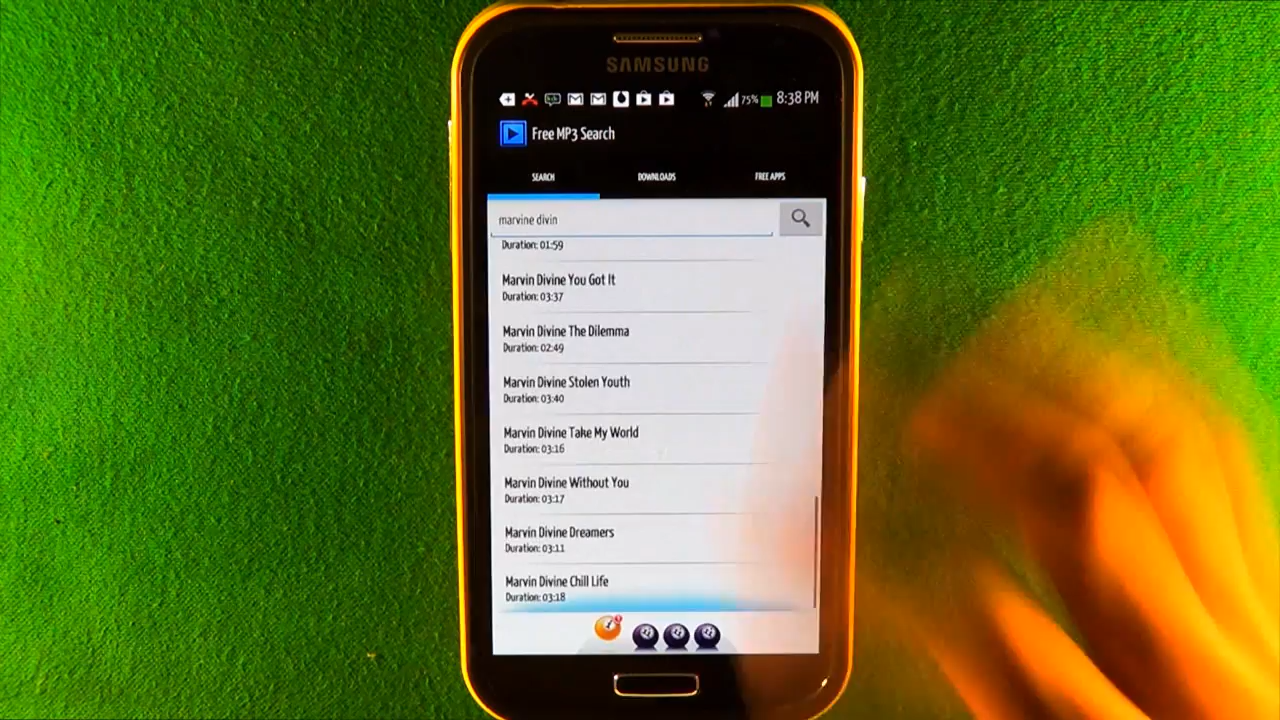 SAMSUNG
75% 8:38 PM
Free MP3 Search
SEARCH DOWNLOADS FREE APPS
marvine divin
Duration: 01:59
Marvin Divine You Got It
Duration: 03:37
Marvin Divine The Dilemma
Duration: 02:49
Marvin Divine Stolen Youth
Duration: 03:40
Marvin Divine Take My World
Duration: 03:16
Marvin Divine Without You
Duration: 03:17
Marvin Divine Dreamers
Duration: 03:11
Marvin Divine Chill Life
Duration: 03:18